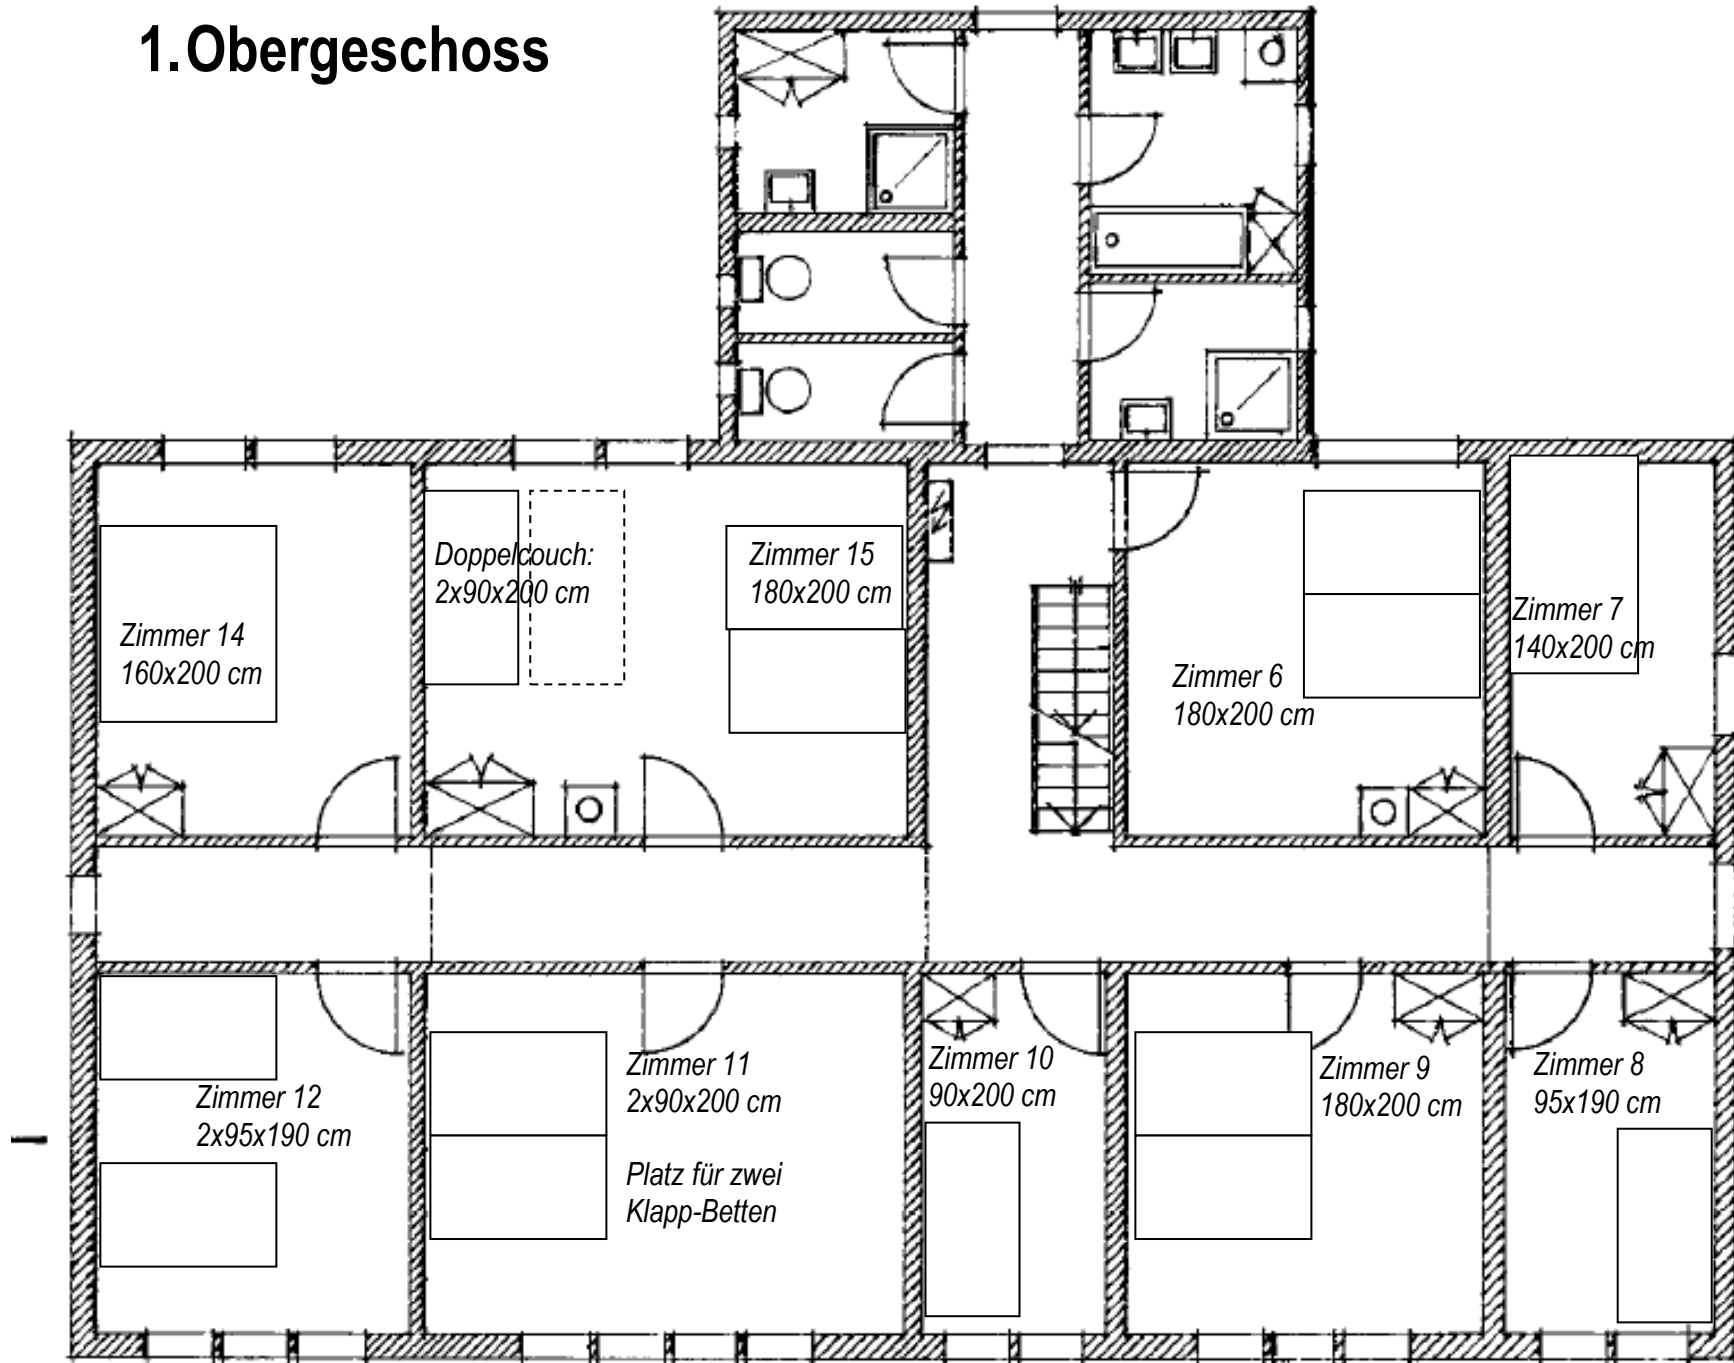 1.Obergeschoss
Doppelcouch:
2x90x200 cm
Zimmer 15
180x200 cm
Zimmer 14
160x200 cm
Zimmer 7
140x200 cm
Zimmer 6
180x200 cm
Zimmer 12
2x95x190 cm
Zimmer 11
2x90x200 cm
Platz für zwei
Klapp-Betten
Zimmer 10
90x200 cm
Zimmer 9
180x200 cm
Zimmer 8
95x190 cm